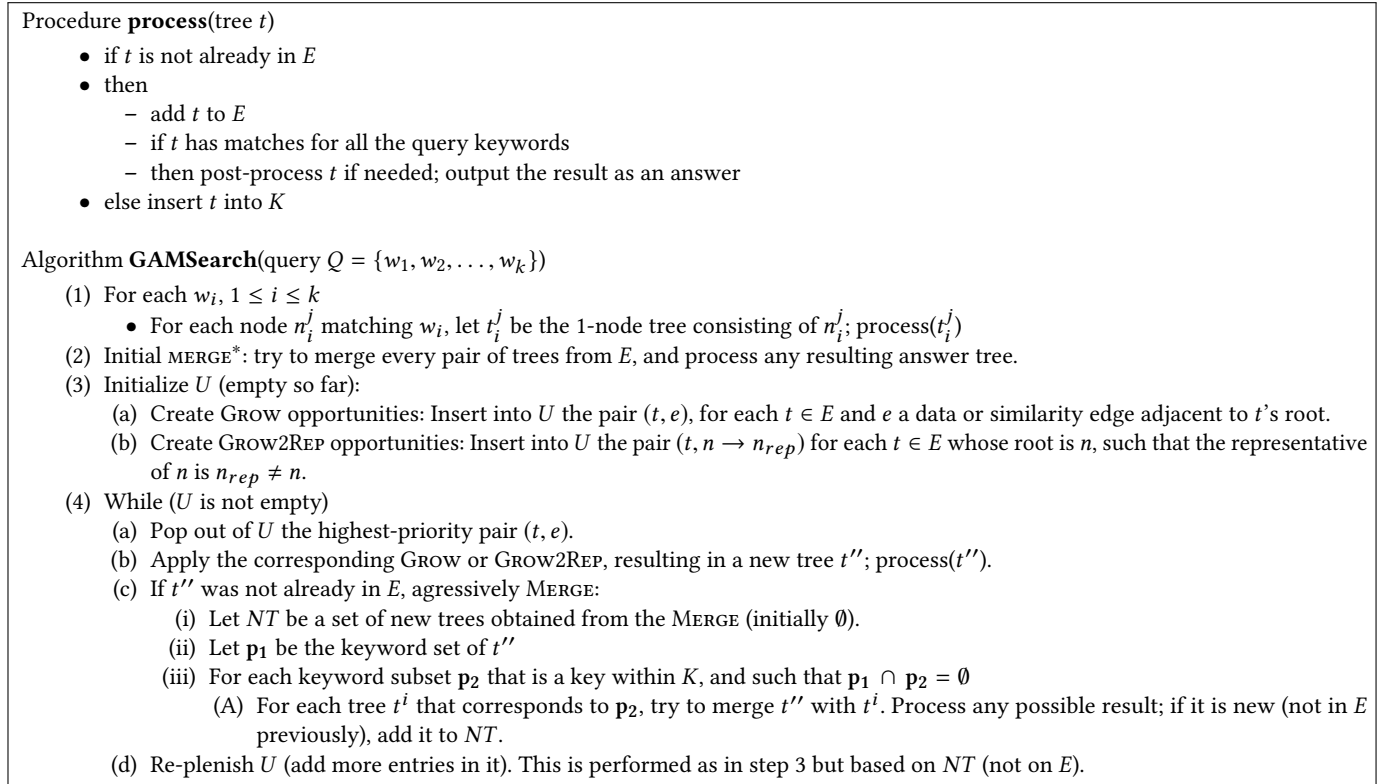 Procedure process(tree t)
• if t is not already in E
• then
– add t to E
– if t has matches for all the query keywords
– then post-process t if needed; output the result as an answer
• else insert t into K
Algorithm GAMSearch(query Q = {w₁, w₂, . . . , wₖ})
(1) For each wᵢ, 1 ≤ i ≤ k
• For each node nᵢʲ matching wᵢ, let tᵢʲ be the 1-node tree consisting of nᵢʲ; process(tᵢʲ)
(2) Initial MERGE*: try to merge every pair of trees from E, and process any resulting answer tree.
(3) Initialize U (empty so far):
(a) Create GROW opportunities: Insert into U the pair (t, e), for each t ∈ E and e a data or similarity edge adjacent to t's root.
(b) Create GROW2REP opportunities: Insert into U the pair (t, n → n_rep) for each t ∈ E whose root is n, such that the representative
of n is n_rep ≠ n.
(4) While (U is not empty)
(a) Pop out of U the highest-priority pair (t, e).
(b) Apply the corresponding GROW or GROW2REP, resulting in a new tree t′′; process(t′′).
(c) If t′′ was not already in E, agressively MERGE:
(i) Let NT be a set of new trees obtained from the MERGE (initially ∅).
(ii) Let p₁ be the keyword set of t′′
(iii) For each keyword subset p₂ that is a key within K, and such that p₁ ∩ p₂ = ∅
(A) For each tree tⁱ that corresponds to p₂, try to merge t′′ with tⁱ. Process any possible result; if it is new (not in E
previously), add it to NT.
(d) Re-plenish U (add more entries in it). This is performed as in step 3 but based on NT (not on E).